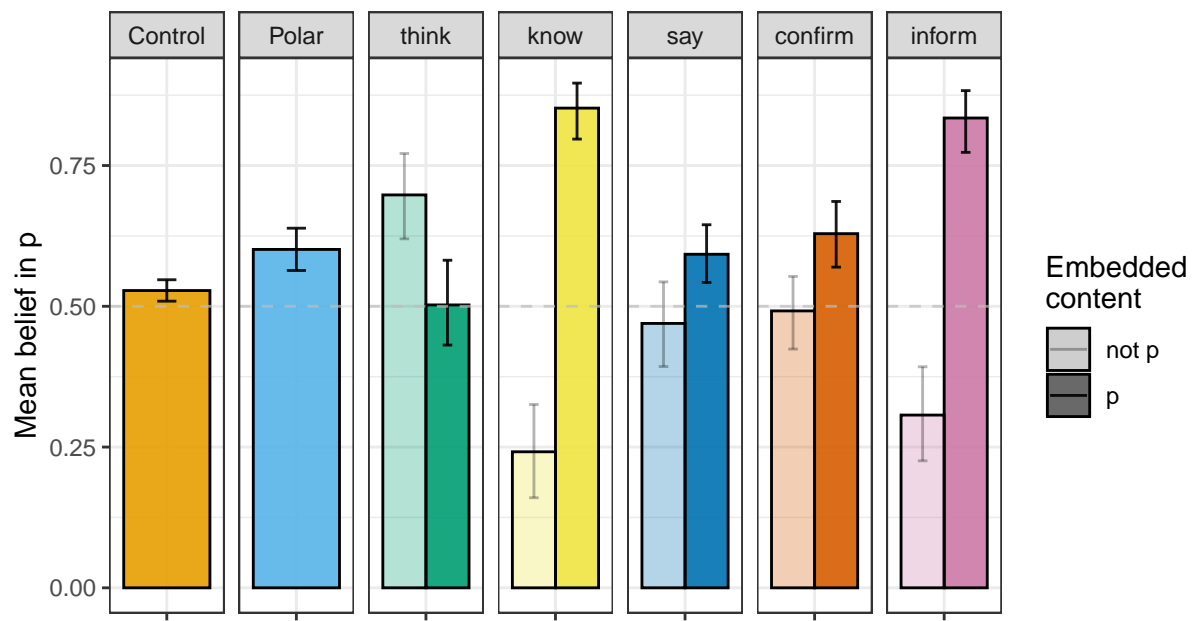 Control Polar think know say confirm inform
Mean belief in p
0.75
0.50
0.25
0.00
Embedded
content
not p
p